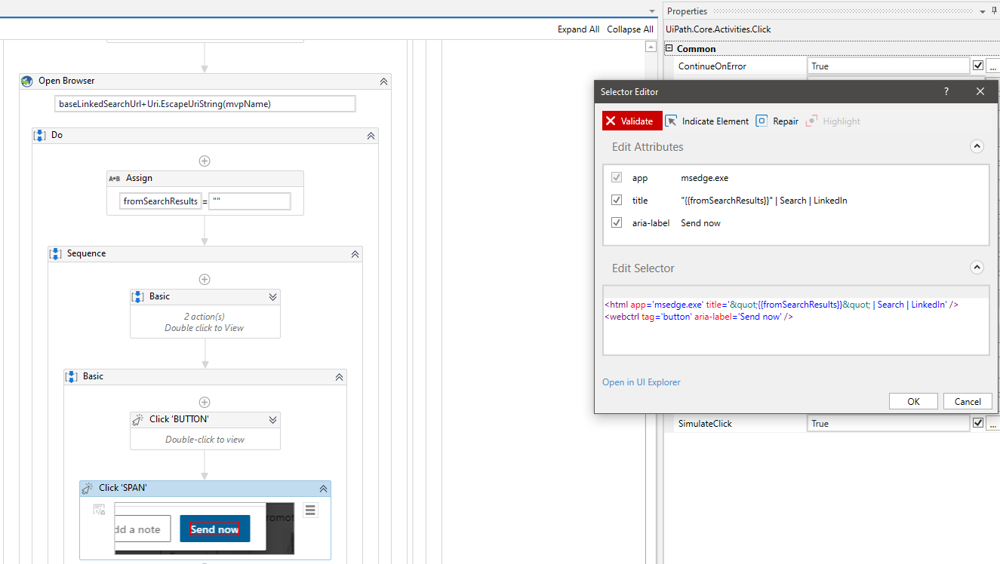 Properties
Expand All Collapse All
UiPath.Core.Activities.Click
Common
ContinueOnError True ...
Open Browser
baseLinkedSearchUrl+Uri.EscapeUriString(mvpName)
Do
Assign
A+B
fromSearchResults = ""
Sequence
Basic
2 action(s)
Double click to View
Basic
Click 'BUTTON'
Double-click to view
Click 'SPAN'
dd a note Send now romot
Selector Editor ?
Validate Indicate Element Repair Highlight
Edit Attributes
app msedge.exe
title "{{fromSearchResults}}" | Search | LinkedIn
aria-label Send now
Edit Selector
<html app='msedge.exe' title='&quot;{{fromSearchResults}}&quot; | Search | LinkedIn' />
<webctrl tag='button' aria-label='Send now' />
Open in UI Explorer
OK Cancel
SimulateClick True ...